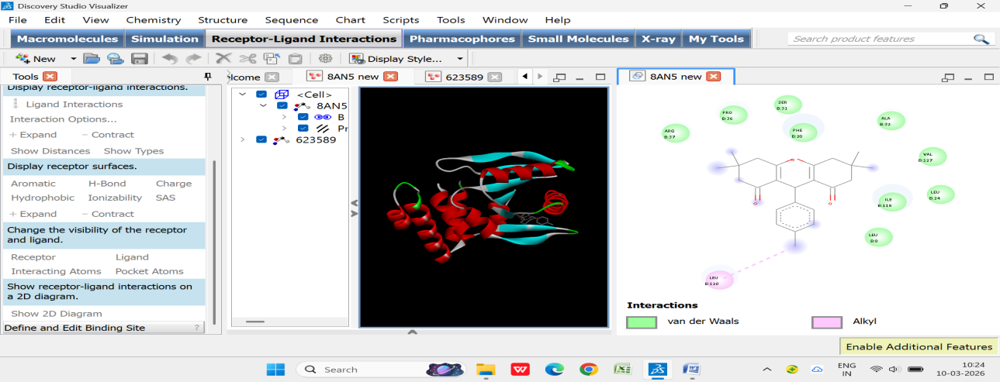 Discovery Studio Visualizer
File Edit View Chemistry Structure Sequence Chart Scripts Tools Window Help
Macromolecules Simulation Receptor-Ligand Interactions Pharmacophores Small Molecules X-ray My Tools
Search product features
New Display Style...
Tools
Display receptor-ligand interactions.
Ligand Interactions
Interaction Options...
+ Expand − Contract
Show Distances Show Types
Display receptor surfaces.
Aromatic H-Bond Charge
Hydrophobic Ionizability SAS
+ Expand − Contract
Change the visibility of the receptor
and ligand.
Receptor Ligand
Interacting Atoms Pocket Atoms
Show receptor-ligand interactions on
a 2D diagram.
Show 2D Diagram
Define and Edit Binding Site ?
lcome 8AN5 new 623589
<Cell>
8AN5
B
Pr
623589
8AN5 new
SER
B:31
PRO
B:36
ARG
B:37
PHE
ALA
VAL
B:127
LEU
B:24
ILE
B:119
LEU
LEU
B:130
O
O O
Interactions
van der Waals Alkyl
Enable Additional Features
Search
ENG
IN
10:24
10-03-2026